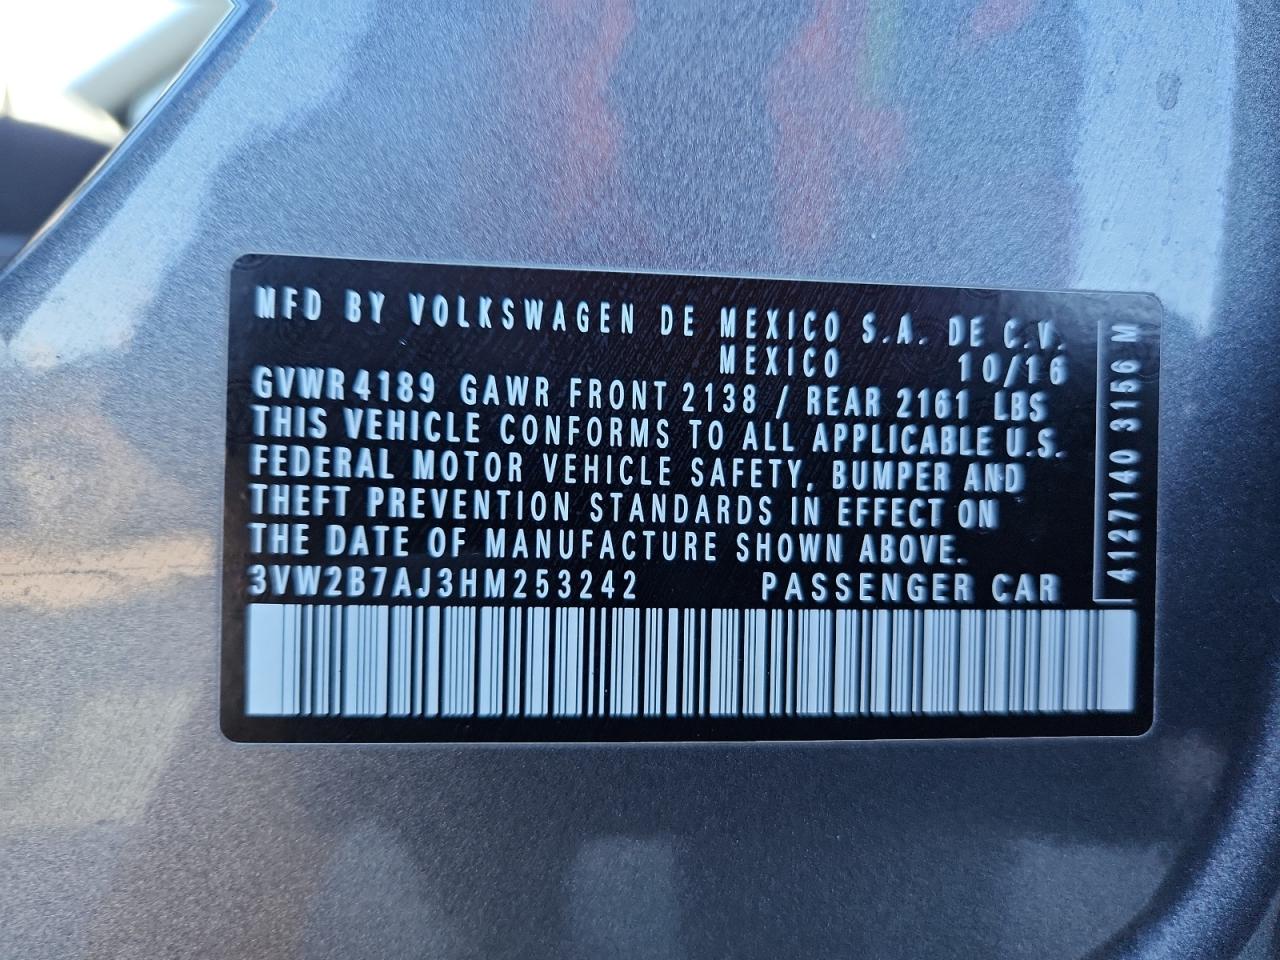 MFD BY VOLKSWAGEN DE MEXICO S.A. DE C.V.
MEXICO 10/16
GVWR 4189 GAWR FRONT 2138 / REAR 2161 LBS
THIS VEHICLE CONFORMS TO ALL APPLICABLE U.S.
FEDERAL MOTOR VEHICLE SAFETY, BUMPER AND
THEFT PREVENTION STANDARDS IN EFFECT ON
THE DATE OF MANUFACTURE SHOWN ABOVE.
3VW2B7AJ3HM253242 PASSENGER CAR
4127140 3156 M